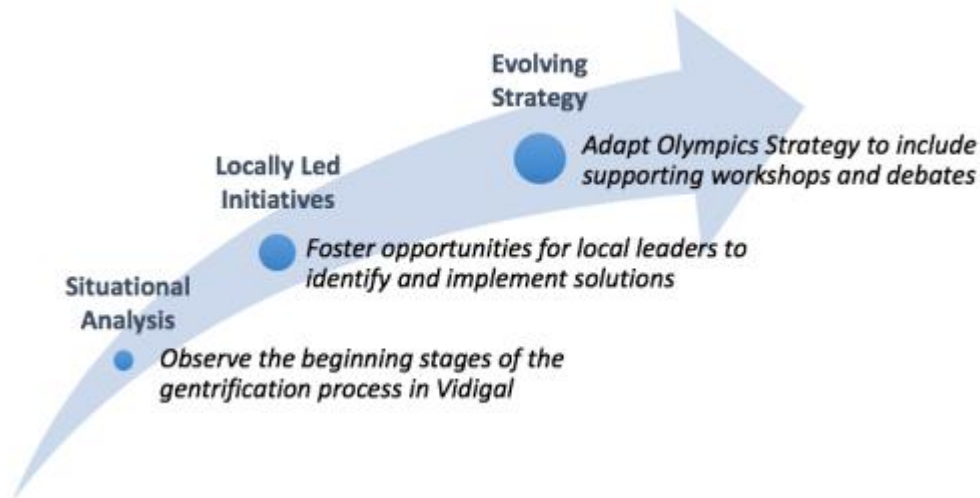 Evolving
Strategy
Adapt Olympics Strategy to include
supporting workshops and debates
Locally Led
Initiatives
Foster opportunities for local leaders to
identify and implement solutions
Situational
Analysis
Observe the beginning stages of the
gentrification process in Vidigal